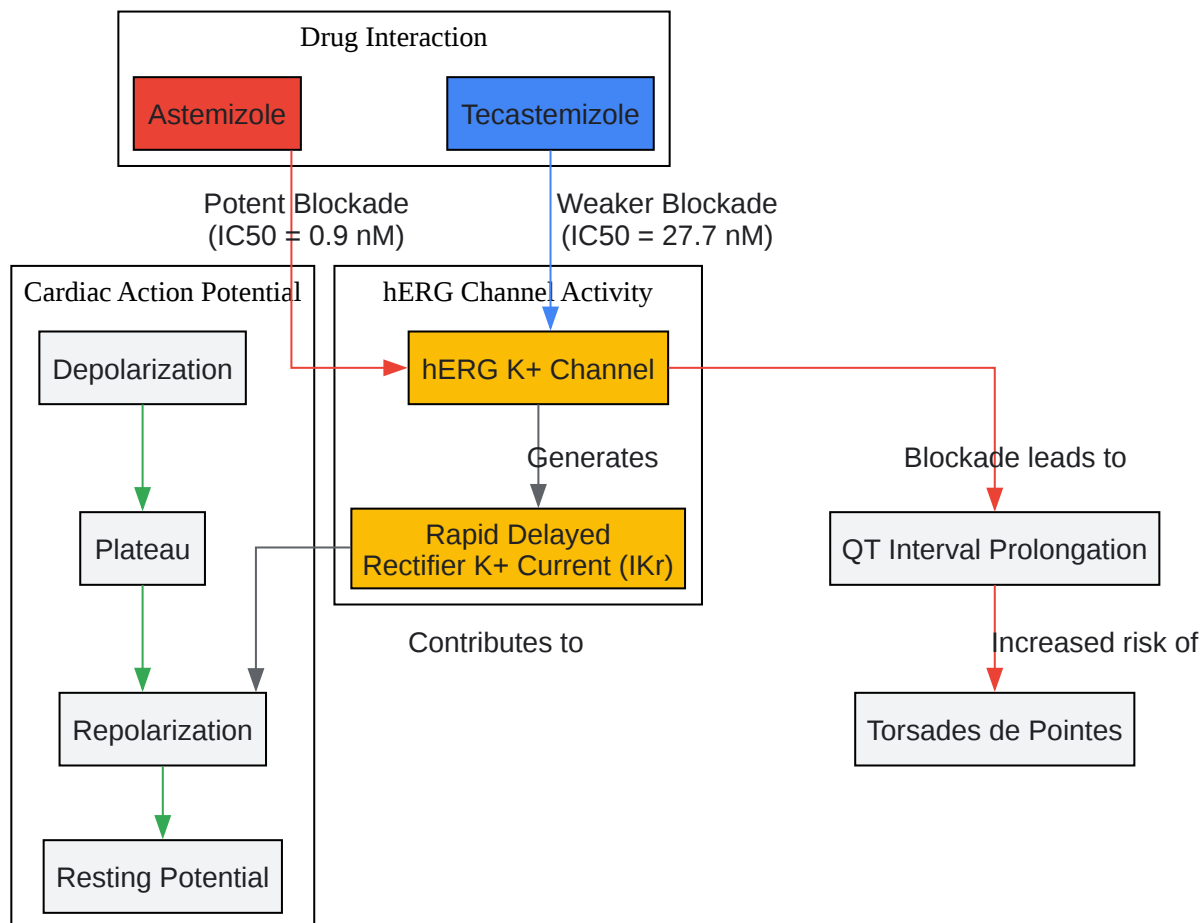 Drug Interaction
Astemizole
Tecastemizole
Potent Blockade
(IC50 = 0.9 nM)
Weaker Blockade
(IC50 = 27.7 nM)
Cardiac Action Potential
hERG Channel Activity
Depolarization
hERG K+ Channel
Generates
Blockade leads to
Plateau
Rapid Delayed
Rectifier K+ Current (IKr)
QT Interval Prolongation
Contributes to
Increased risk of
Repolarization
Torsades de Pointes
Resting Potential